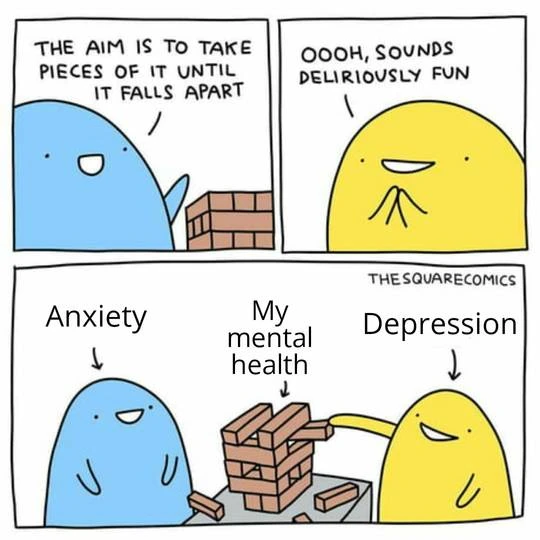 THE AIM IS TO TAKE
PIECES OF IT UNTIL
IT FALLS APART
OOOH, SOUNDS
DELIRIOUSLY FUN
THESQUARECOMICS
Anxiety
My
mental
health
Depression